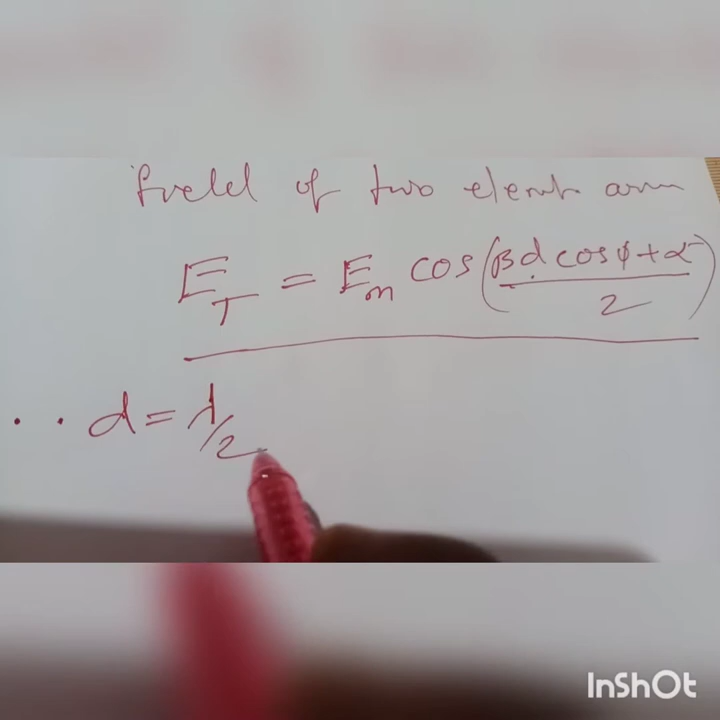 field of two element arr
E_T = E_m cos(βd cosφ+α / 2)
. . d = λ/2
InShOt